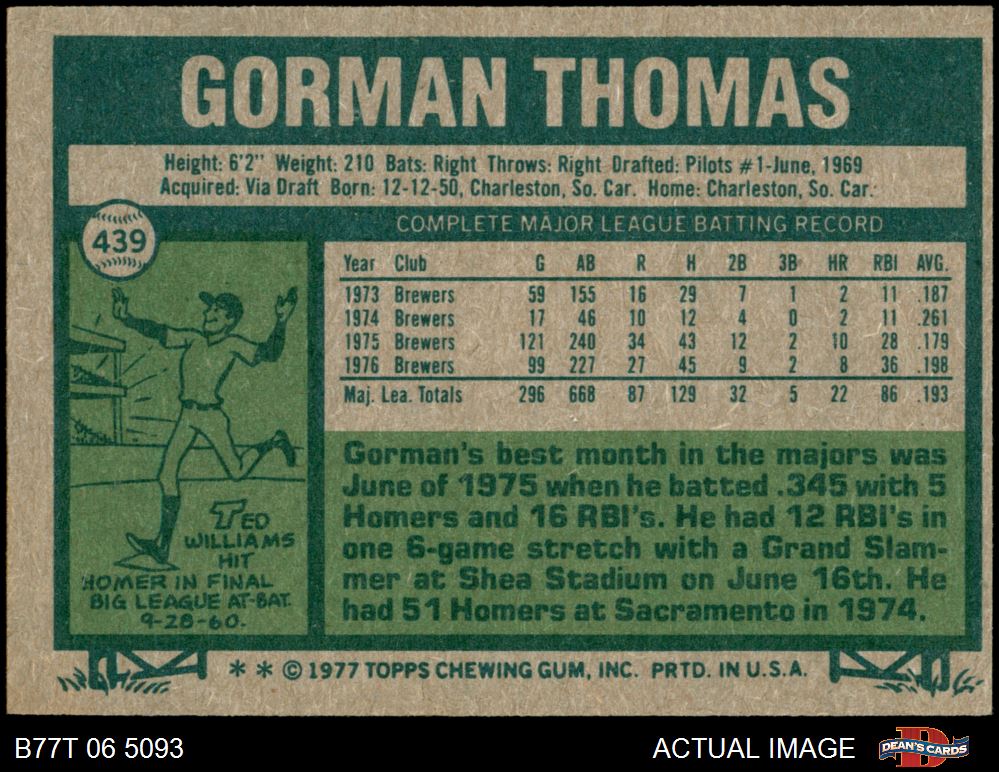 GORMAN THOMAS
Height: 6'2" Weight: 210 Bats: Right Throws: Right Drafted: Pilots #1-June, 1969
Acquired: Via Draft Born: 12-12-50, Charleston, So. Car. Home: Charleston, So. Car.
439
COMPLETE MAJOR LEAGUE BATTING RECORD
Year Club G AB R H 2B 3B HR RBI AVG.
1973 Brewers 59 155 16 29 7 1 2 11 .187
1974 Brewers 17 46 10 12 4 0 2 11 .261
1975 Brewers 121 240 34 43 12 2 10 28 .179
1976 Brewers 99 227 27 45 9 2 8 36 .198
Maj. Lea. Totals 296 668 87 129 32 5 22 86 .193
Gorman's best month in the majors was
June of 1975 when he batted .345 with 5
Homers and 16 RBI's. He had 12 RBI's in
one 6-game stretch with a Grand Slam-
mer at Shea Stadium on June 16th. He
had 51 Homers at Sacramento in 1974.
TED
WILLIAMS
HIT
HOMER IN FINAL
BIG LEAGUE AT-BAT.
9-28-60.
* * © 1977 TOPPS CHEWING GUM, INC. PRTD. IN U.S.A.
B77T 06 5093
ACTUAL IMAGE
D
DEAN'S CARDS